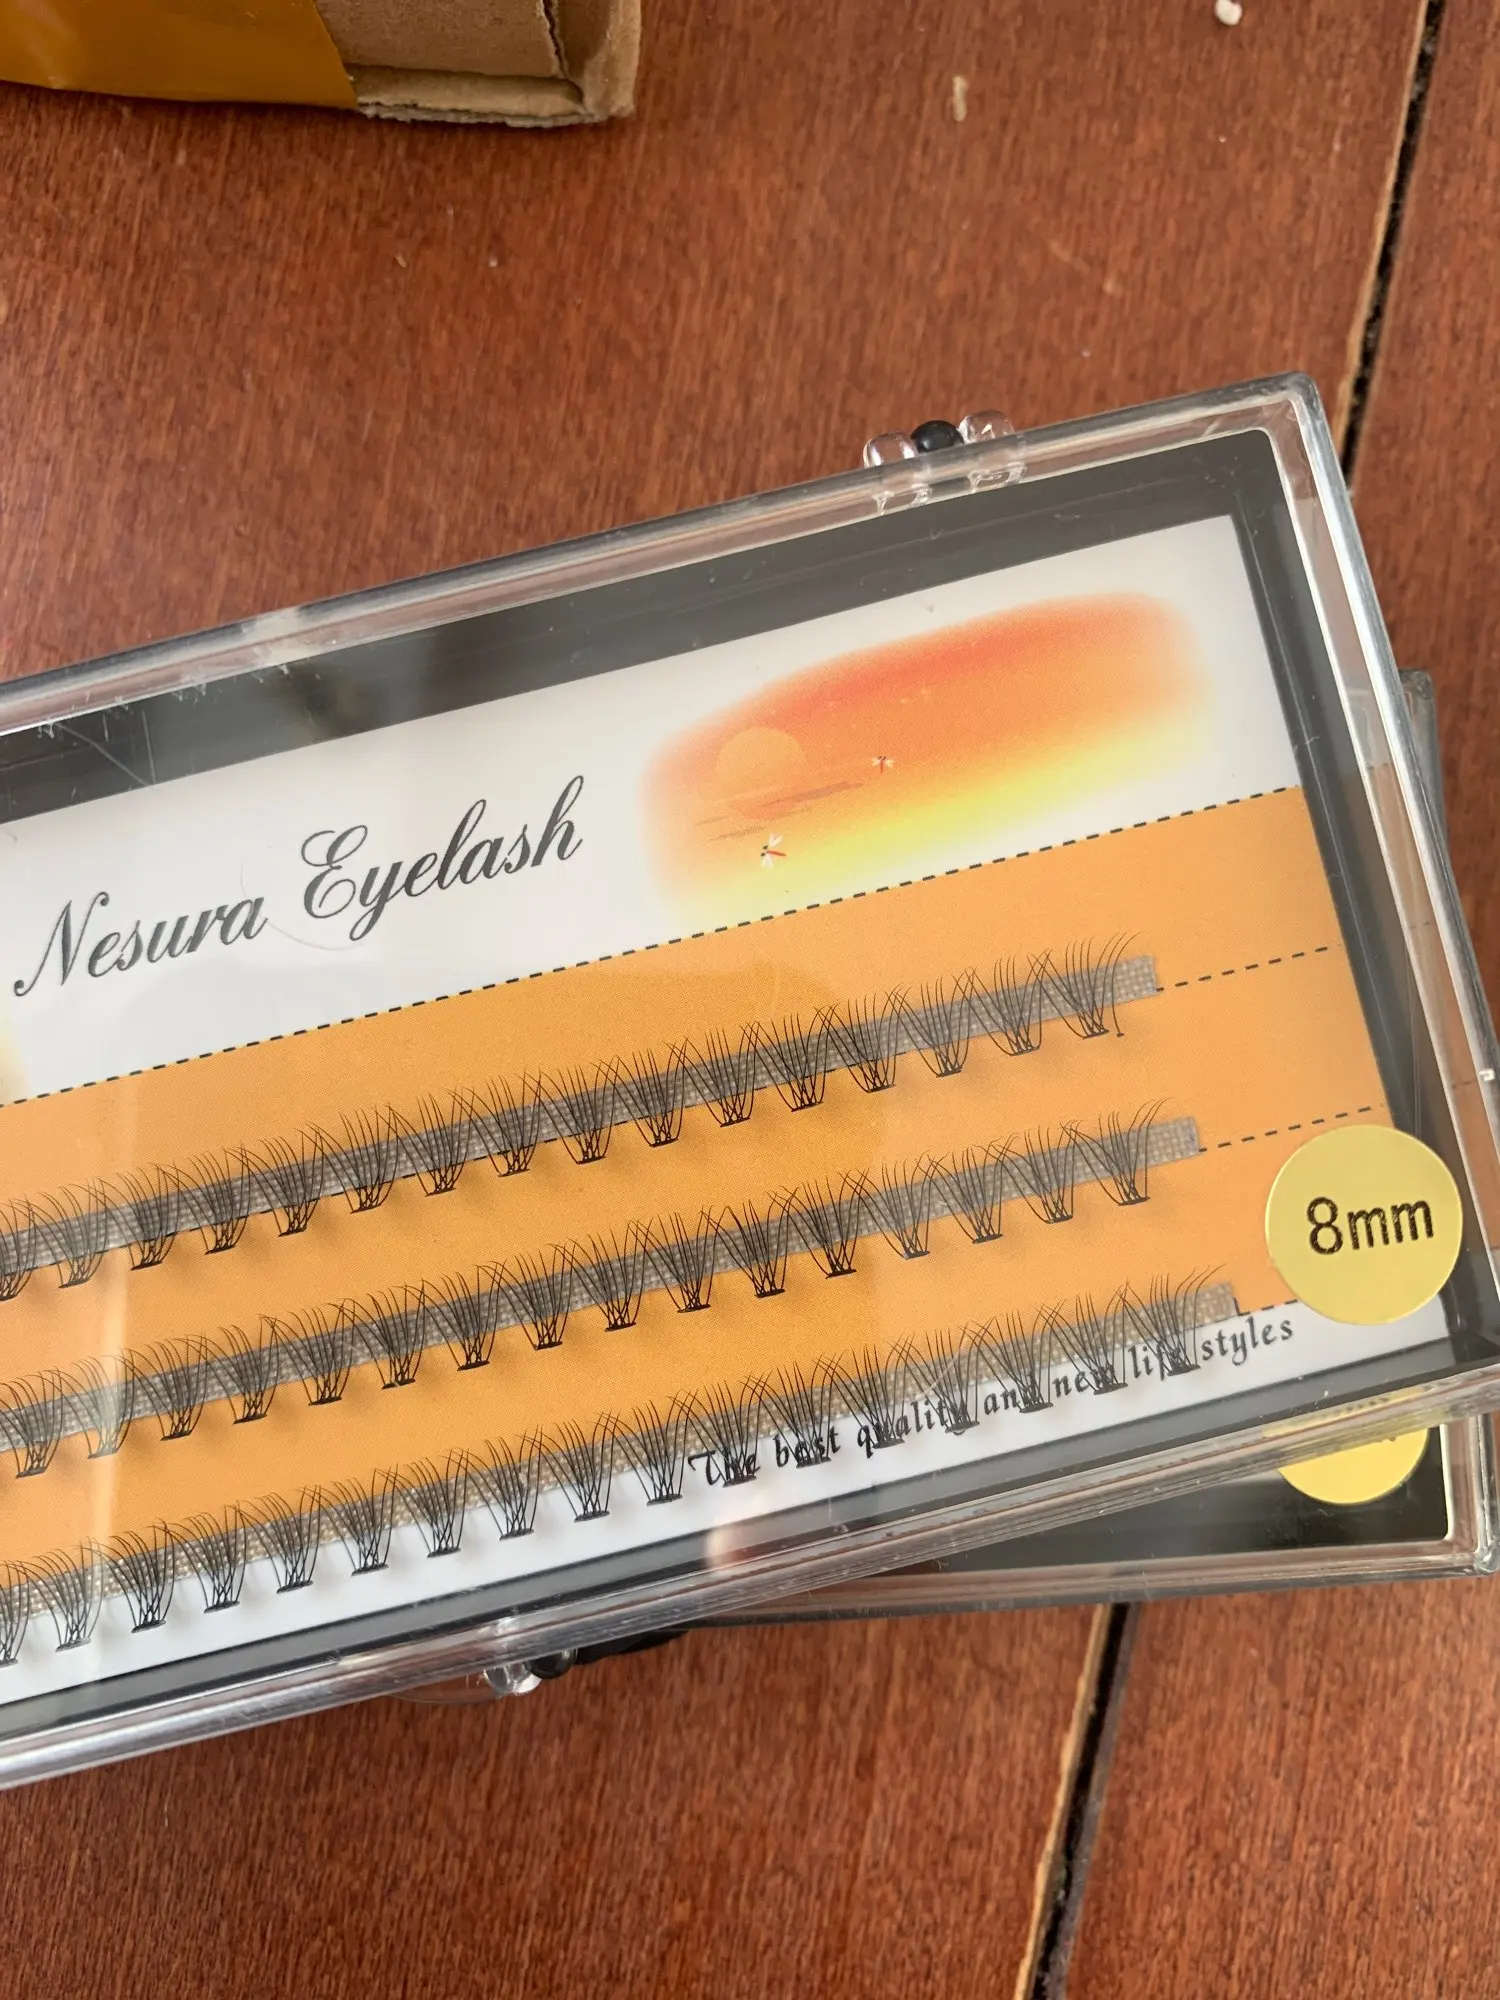 Nesura Eyelash
8mm
The best quality and new life styles